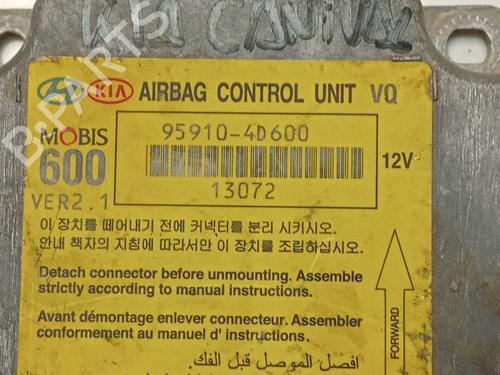 KIA CANIVAL
B-PARTS
KIA AIRBAG CONTROL UNIT VQ
MOBIS
600
VER2.1
95910-4D600
13072
12V
이 장치를 떼어내기 전에 커넥터를 분리 시키시오.
안내 책자의 지침에 따라서만 이 장치를 조립하십시오.
Detach connector before unmounting. Assemble
strictly according to manual instructions.
Avant démontage enlever connecteur. Assembler
conformement au manuel d' instructions.
افصل الموصل قبل الفك.
FORWARD